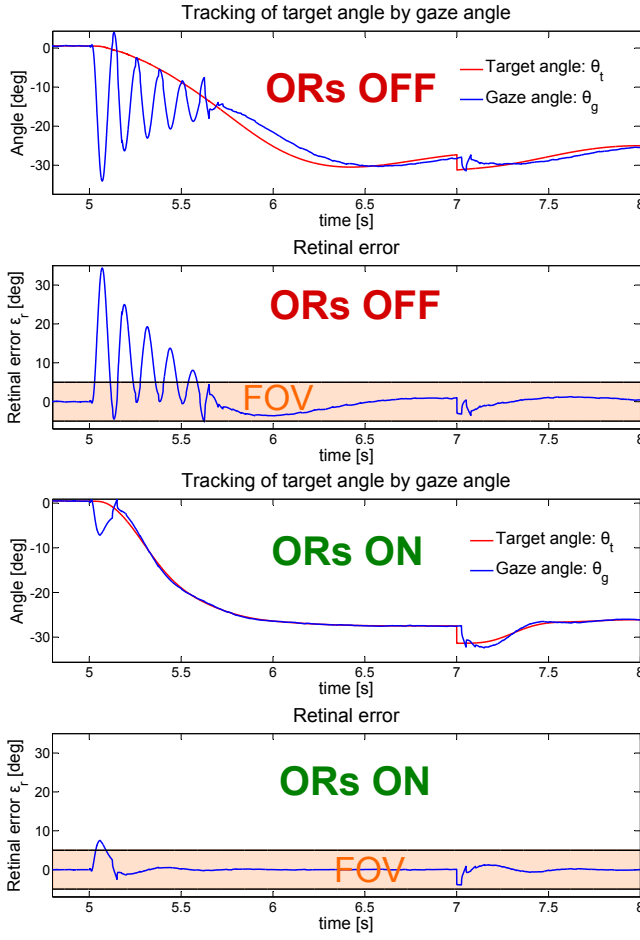 Tracking of target angle by gaze angle
0
-10
-20
-30
Angle [deg]
ORs OFF
Target angle: θt
Gaze angle: θg
5
5.5
6
6.5
7
7.5
8
time [s]
Retinal error
30
20
10
0
Retinal error εr [deg]
ORs OFF
FOV
5
5.5
6
6.5
7
7.5
8
time [s]
Tracking of target angle by gaze angle
0
-10
-20
-30
Angle [deg]
ORs ON
Target angle: θt
Gaze angle: θg
5
5.5
6
6.5
7
7.5
8
time [s]
Retinal error
30
20
10
0
Retinal error εr [deg]
ORs ON
FOV
5
5.5
6
6.5
7
7.5
8
time [s]